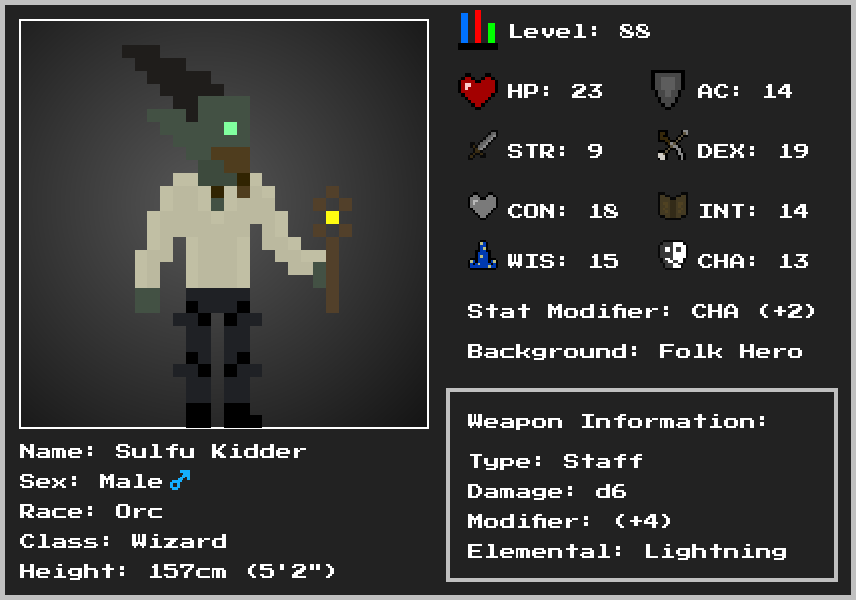 Level: 88
HP: 23
AC: 14
STR: 9
DEX: 19
CON: 18
INT: 14
WIS: 15
CHA: 13
Stat Modifier: CHA (+2)
Background: Folk Hero
Weapon Information:
Type: Staff
Damage: d6
Modifier: (+4)
Elemental: Lightning
Name: Sulfu Kidder
Sex: Male♂
Race: Orc
Class: Wizard
Height: 157cm (5'2")